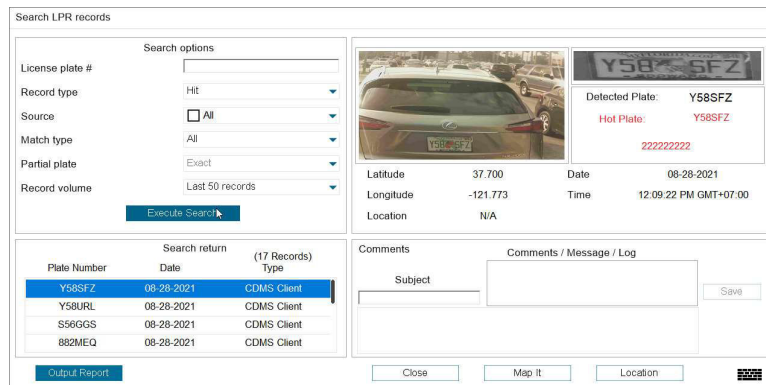 Search LPR records
Search options
License plate #
Record type Hit
Source All
Match type All
Partial plate Exact
Record volume Last 50 records
Execute Search
Y58 SFZ
Y58 SFZ
Detected Plate: Y58SFZ
Hot Plate: Y58SFZ
222222222
Latitude 37.700 Date 08-28-2021
Longitude -121.773 Time 12:09:22 PM GMT+07:00
Location N/A
Search return
(17 Records)
Plate Number Date Type
Y58SFZ 08-28-2021 CDMS Client
Y58URL 08-28-2021 CDMS Client
S56GGS 08-28-2021 CDMS Client
882MEQ 08-28-2021 CDMS Client
Comments
Comments / Message / Log
Subject
Save
Output Report
Close
Map It
Location